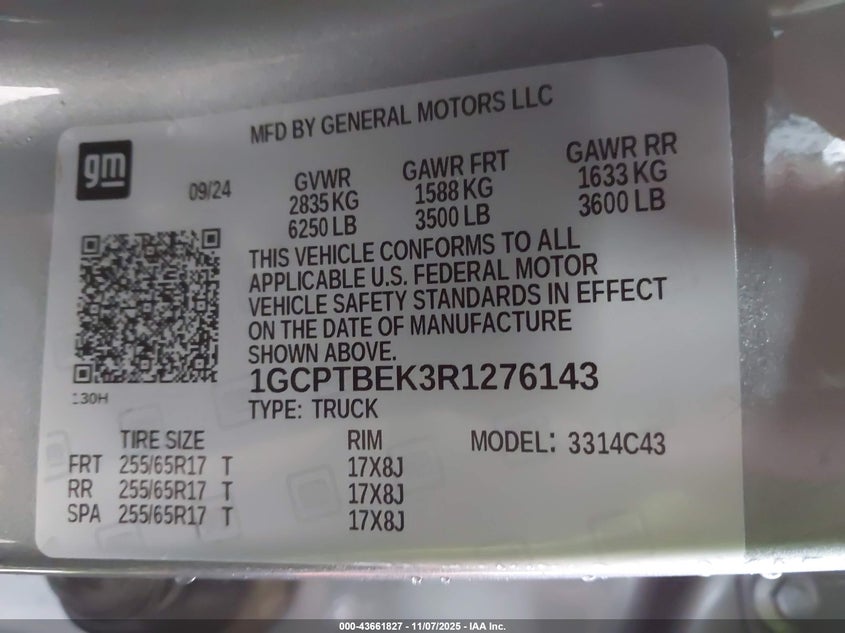 MFD BY GENERAL MOTORS LLC
gm
09/24
GVWR GAWR FRT GAWR RR
2835 KG 1588 KG 1633 KG
6250 LB 3500 LB 3600 LB
THIS VEHICLE CONFORMS TO ALL
APPLICABLE U.S. FEDERAL MOTOR
VEHICLE SAFETY STANDARDS IN EFFECT
ON THE DATE OF MANUFACTURE
SHOWN ABOVE.
130H
1GCPTBEK3R1276143
TYPE: TRUCK
TIRE SIZE RIM MODEL: 3314C43
FRT 255/65R17 T 17X8J
RR 255/65R17 T 17X8J
SPA 255/65R17 T 17X8J
000-43661827 - 11/07/2025 - IAA Inc.